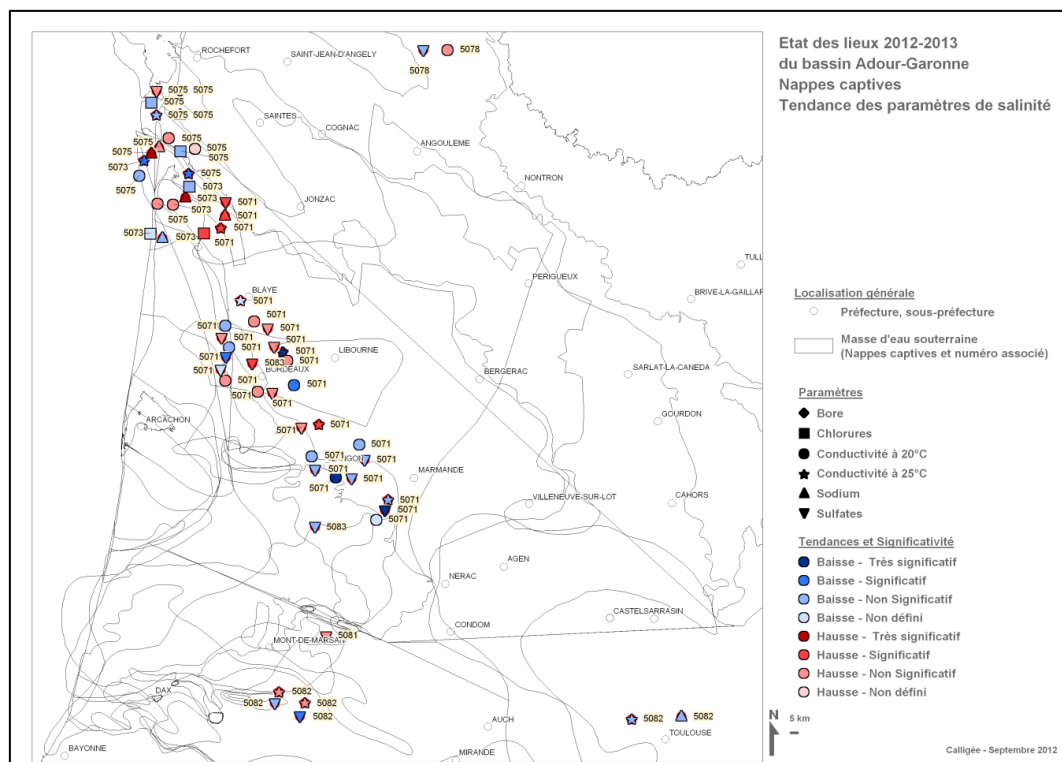 Etat des lieux 2012-2013
du bassin Adour-Garonne
Nappes captives
Tendance des paramètres de salinité
ROCHEFORT
SAINT-JEAN-D'ANGELY
5078
5078
5075 5075
5075
5075 5075
SAINTES
COGNAC
ANGOULEME
5075
5075
5075
5075
5075
5073
5075
5075
5073
5073
5073
5075
5071
5071
5071
5071
5073
5073
JONZAC
NONTRON
TULL
PERIGUEUX
BRIVE-LA-GAILLAR
BLAYE
5071
5071
5071
5071
5071
5071
5071
5071
5083
5071
5071
LIBOURNE
BORDEAUX
5071
5071
5071
BERGERAC
SARLAT-LA-CANEDA
GOURDON
ARCACHON
5071
5071
5071
5071
5071
LANGON
5071
5071
5071
MARMANDE
5071
5071
5071
5083
VILLENEUVE-SUR-LOT
CAHORS
AGEN
NERAC
CASTELSARRASIN
CONDOM
5081
MONT-DE-MARSAN
DAX
5082
5082
5082
5082
5082
5082
TOULOUSE
AUCH
MIRANDE
BAYONNE
Localisation générale
Préfecture, sous-préfecture
Masse d'eau souterraine
(Nappes captives et numéro associé)
Paramètres
Bore
Chlorures
Conductivité à 20°C
Conductivité à 25°C
Sodium
Sulfates
Tendances et Significativité
Baisse - Très significatif
Baisse - Significatif
Baisse - Non Significatif
Baisse - Non défini
Hausse - Très significatif
Hausse - Significatif
Hausse - Non Significatif
Hausse - Non défini
N
5 km
Calligée - Septembre 2012